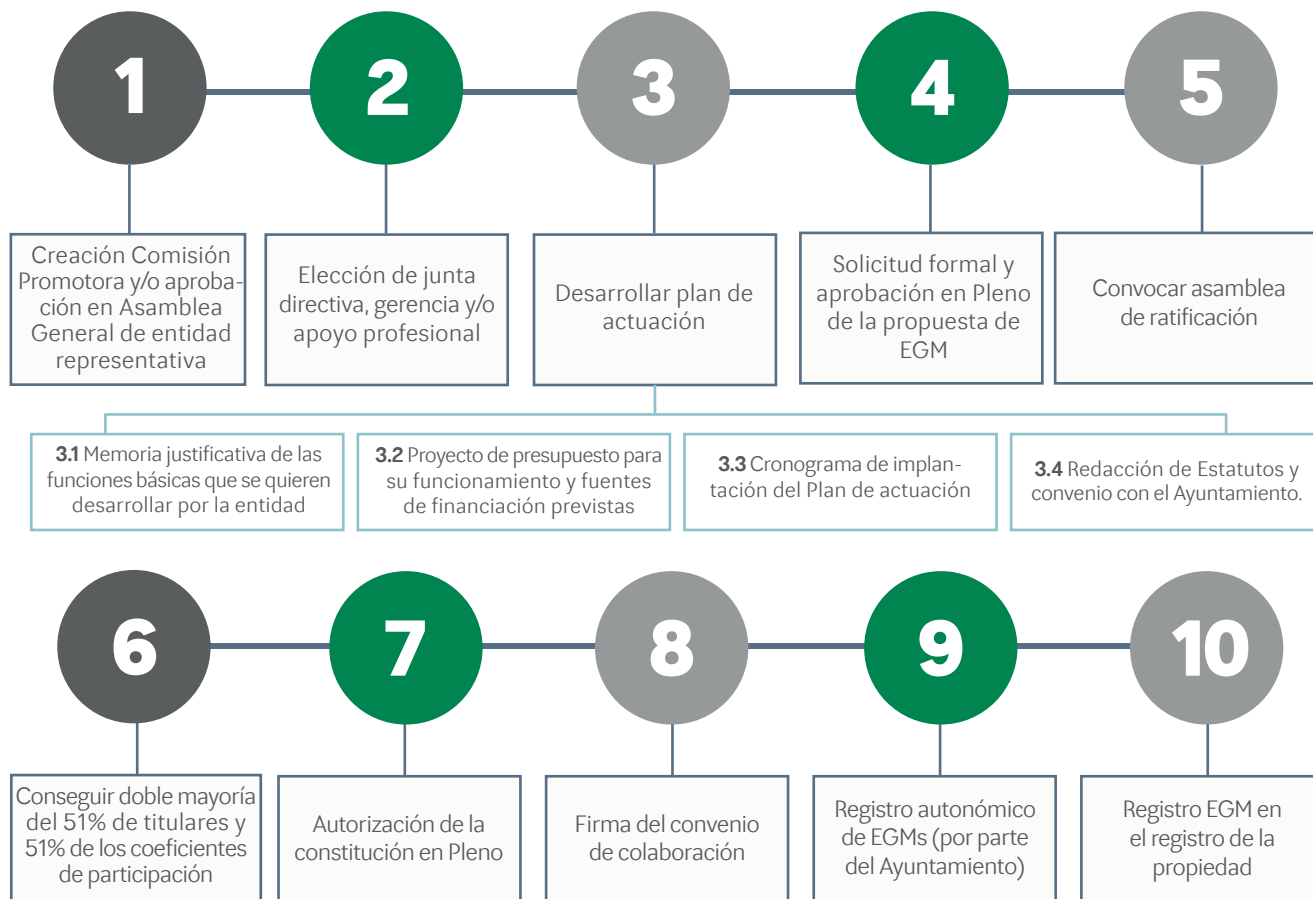 1
2
3
4
5
Creación Comisión
Promotora y/o aproba-
ción en Asamblea
General de entidad
representativa
Elección de junta
directiva, gerencia y/o
apoyo profesional
Desarrollar plan de
actuación
Solicitud formal y
aprobación en Pleno
de la propuesta de
EGM
Convocar asamblea
de ratificación
3.1 Memoria justificativa de las
funciones básicas que se quieren
desarrollar por la entidad
3.2 Proyecto de presupuesto para
su funcionamiento y fuentes
de financiación previstas
3.3 Cronograma de implan-
tación del Plan de actuación
3.4 Redacción de Estatutos y
convenio con el Ayuntamiento.
6
7
8
9
10
Conseguir doble mayoría
del 51% de titulares y
51% de los coeficientes
de participación
Autorización de la
constitución en Pleno
Firma del convenio
de colaboración
Registro autonómico
de EGMs (por parte
del Ayuntamiento)
Registro EGM en
el registro de la
propiedad